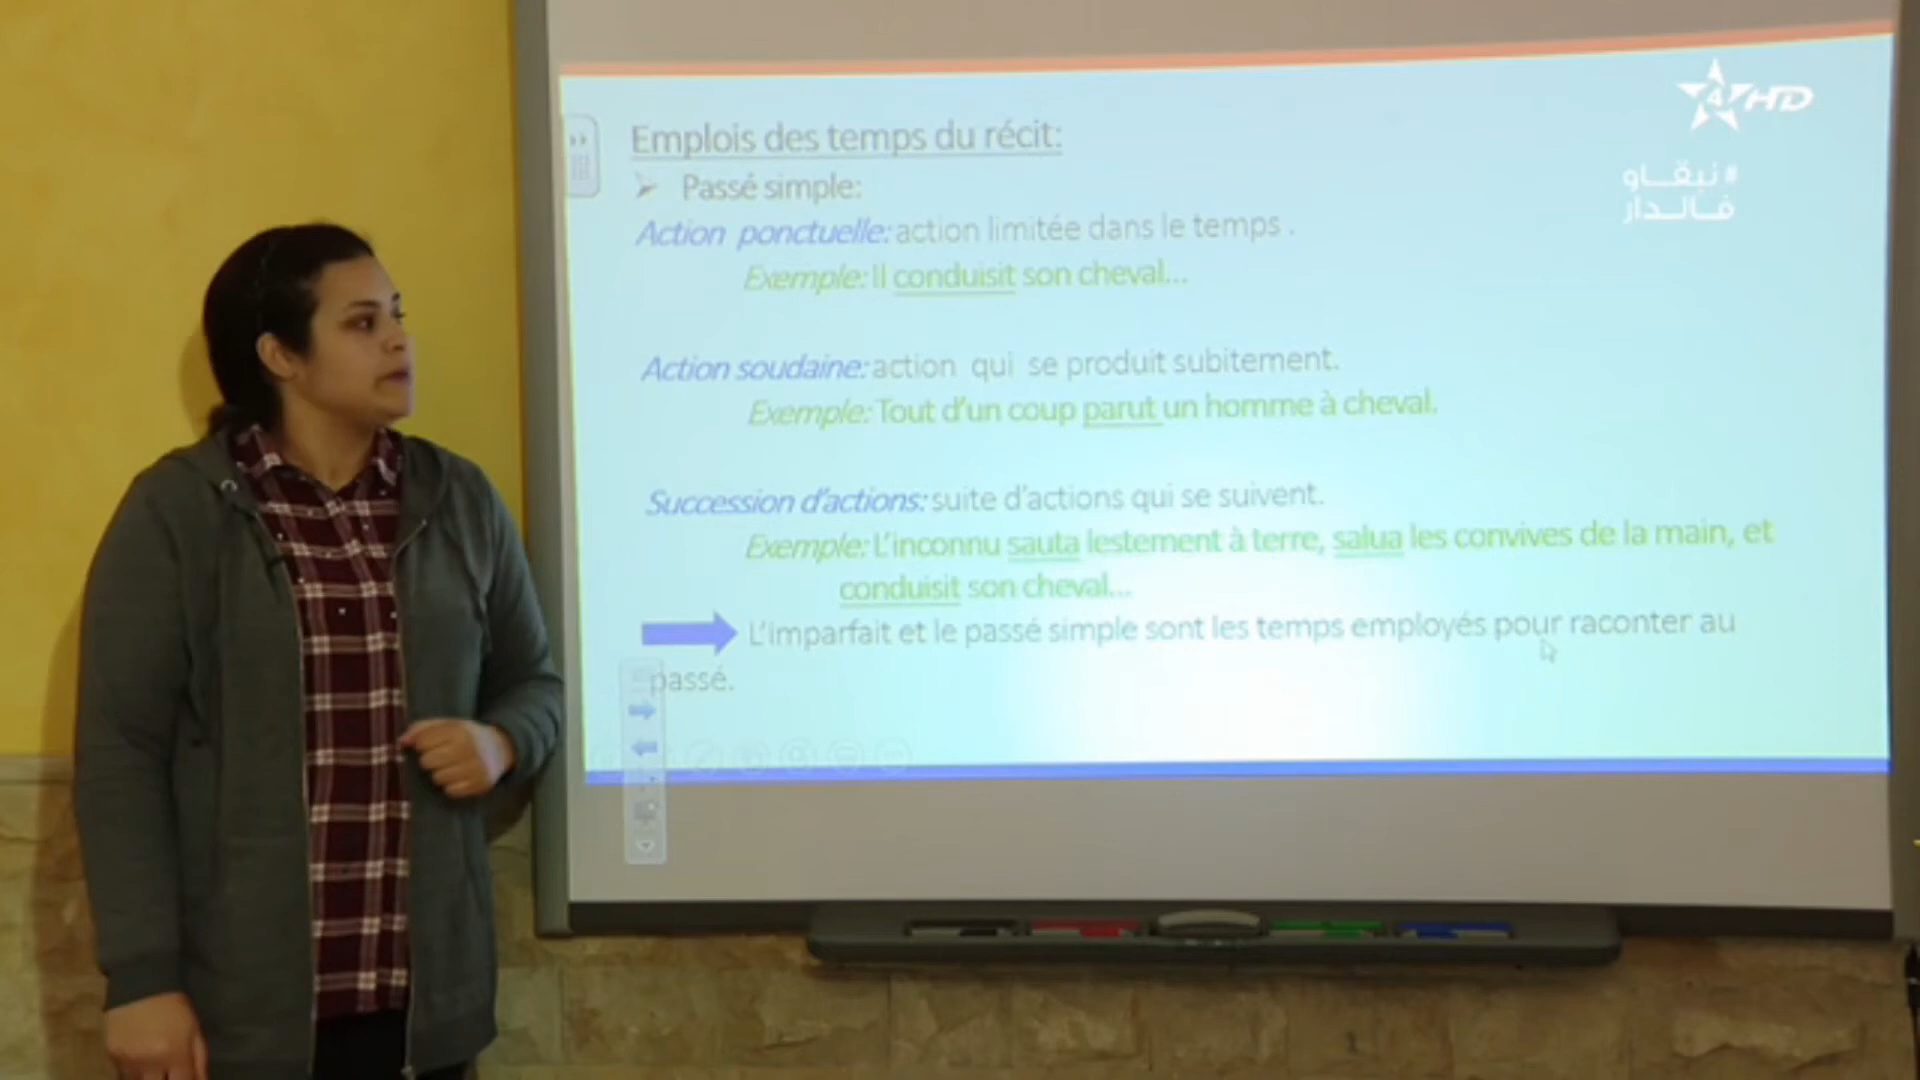 Emplois des temps du récit:
➤ Passé simple:
Action ponctuelle: action limitée dans le temps .
Exemple: Il conduisit son cheval...
Action soudaine: action qui se produit subitement.
Exemple: Tout d'un coup parut un homme à cheval.
Succession d'actions: suite d'actions qui se suivent.
Exemple: L'inconnu sauta lestement à terre, salua les convives de la main, et
conduisit son cheval...
L'imparfait et le passé simple sont les temps employés pour raconter au
passé.
4 HD
#نبقاو
فالدار